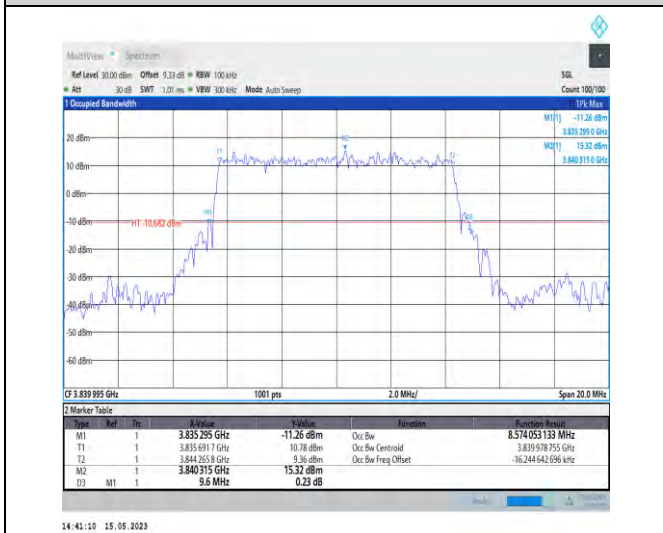 MultiView Spectrum
Ref Level 30.00 dBm Offset 9.33 dB RBW 100 kHz SGL
Att 30 dB SWT 1.01 ms VBW 300 kHz Mode Auto Sweep Count 100/100
1 Occupied Bandwidth 1Pk Max
M1[1] -11.26 dBm
3.835 295 0 GHz
M2[1] 15.32 dBm
3.840 315 0 GHz
20 dBm
10 dBm
0 dBm
-10 dBm
H1 -10.682 dBm
-20 dBm
-30 dBm
-40 dBm
-50 dBm
-60 dBm
T1
M2
T2
CF 3.839 995 GHz 1001 pts 2.0 MHz/ Span 20.0 MHz
2 Marker Table
Type Ref Trc X-Value Y-Value Function Function Result
M1 1 3.835 295 GHz -11.26 dBm Occ Bw 8.574 053 133 MHz
T1 1 3.835 691 7 GHz 10.78 dBm Occ Bw Centroid 3.839 978 755 GHz
T2 1 3.844 265 8 GHz 9.36 dBm Occ Bw Freq Offset -16.244 642 696 kHz
M2 1 3.840 315 GHz 15.32 dBm
D3 M1 1 9.6 MHz 0.23 dB
14:41:10 15.05.2023